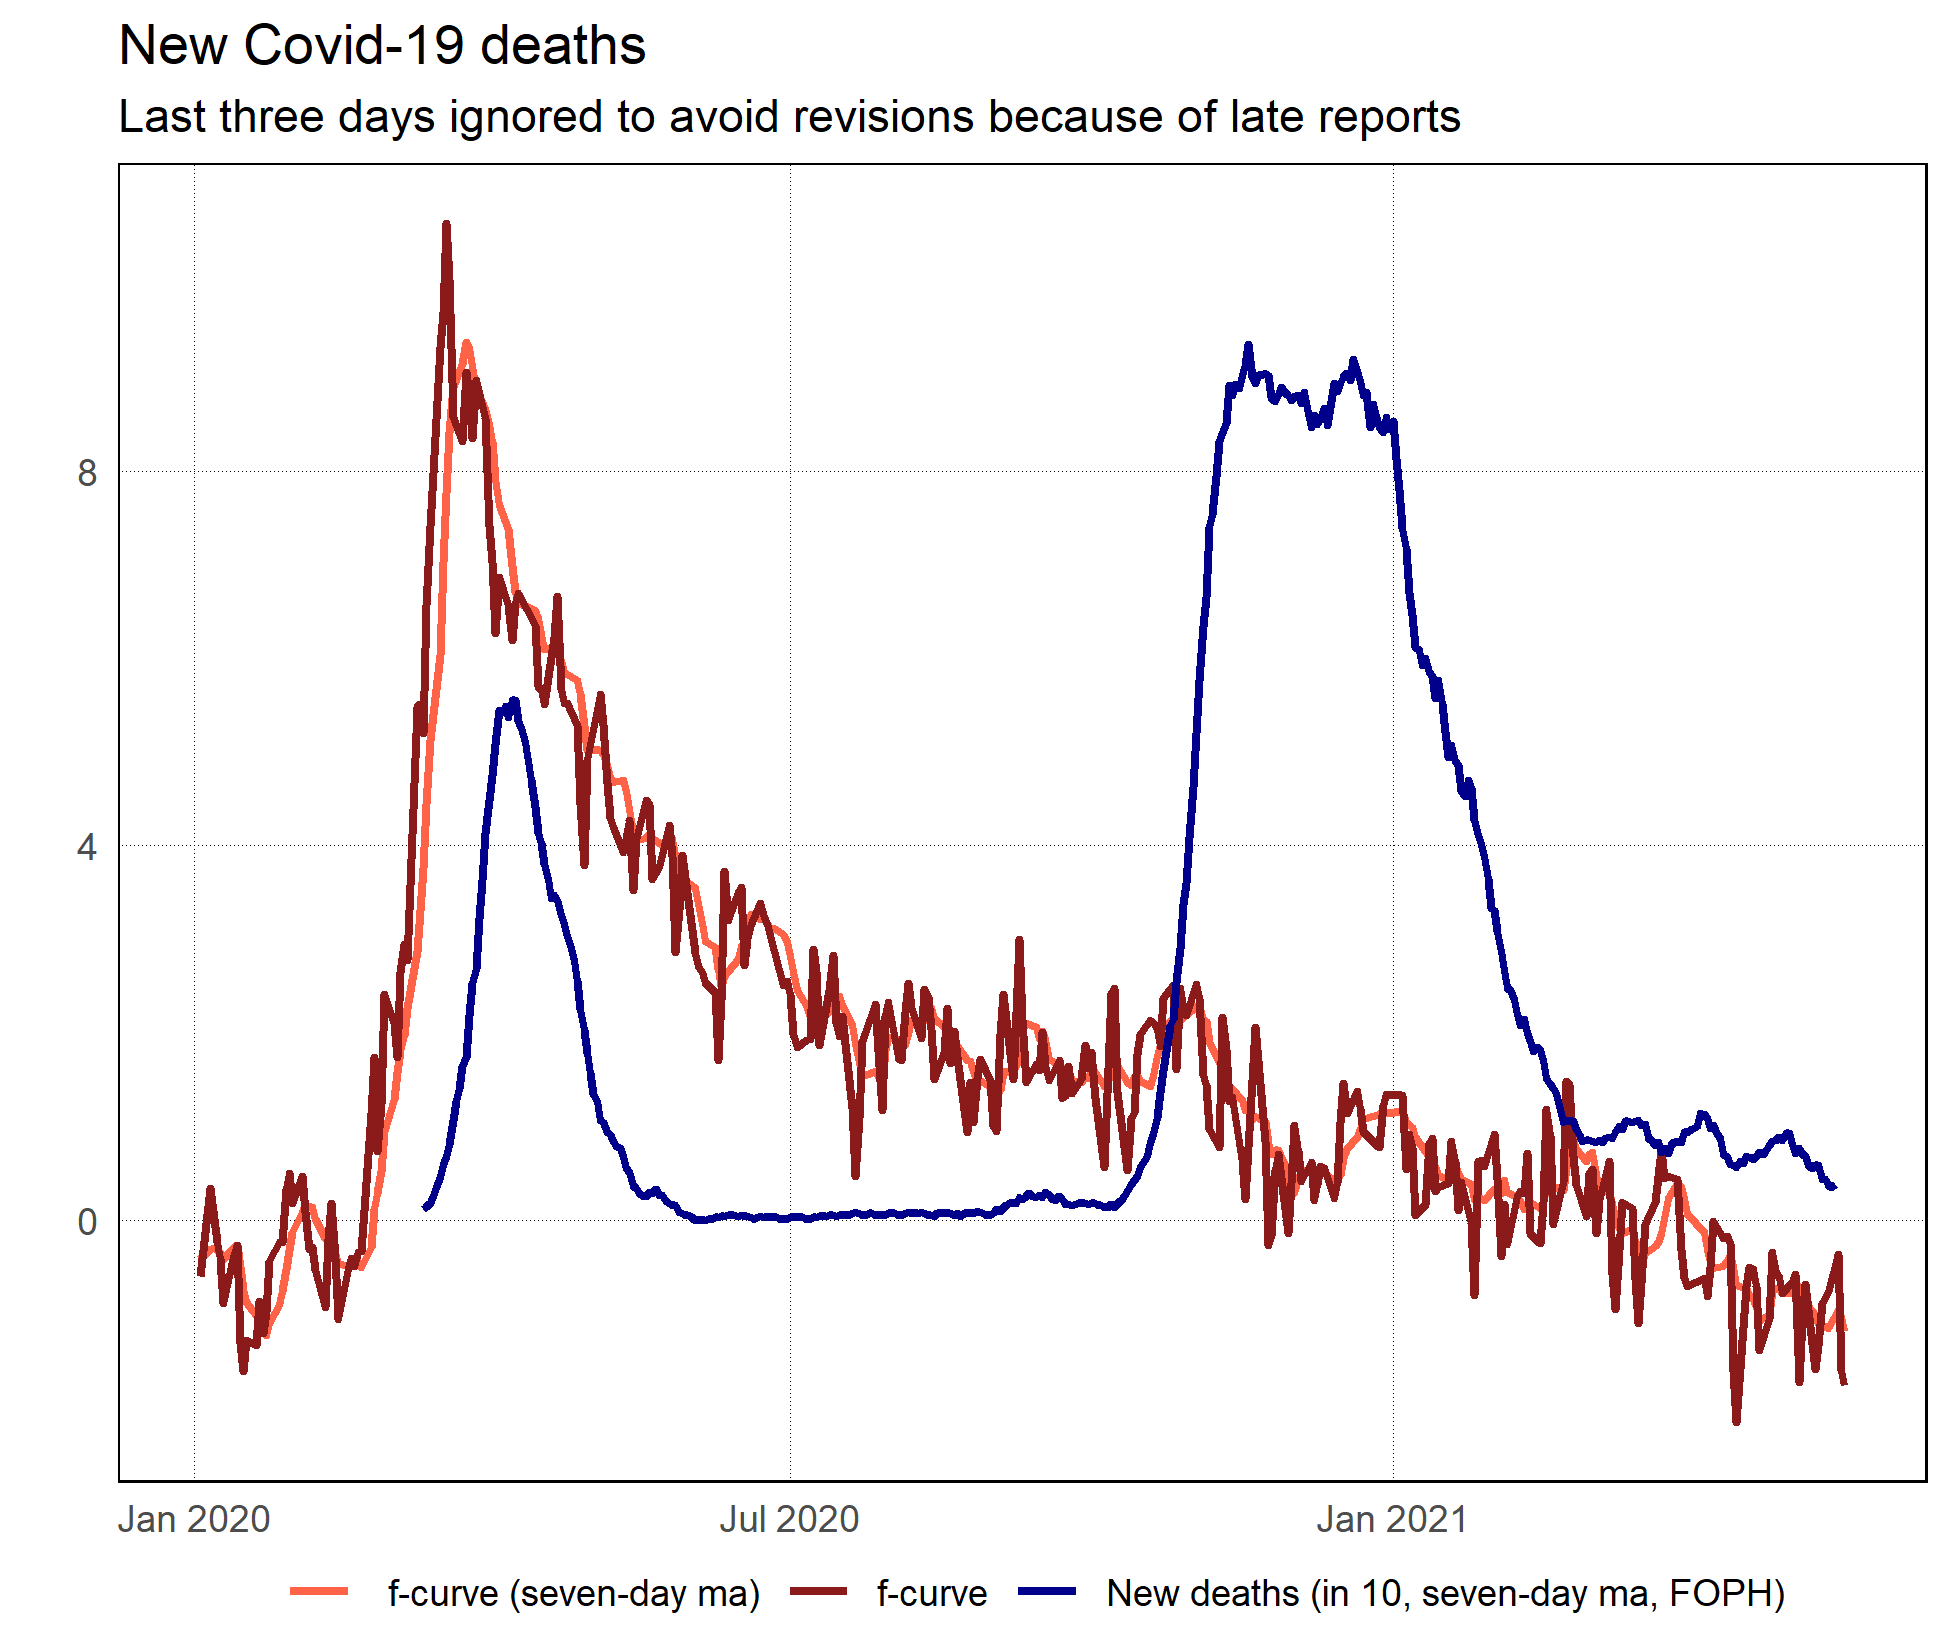 New Covid-19 deaths
Last three days ignored to avoid revisions because of late reports
8
4
0
Jan 2020 Jul 2020 Jan 2021
f-curve (seven-day ma) f-curve New deaths (in 10, seven-day ma, FOPH)